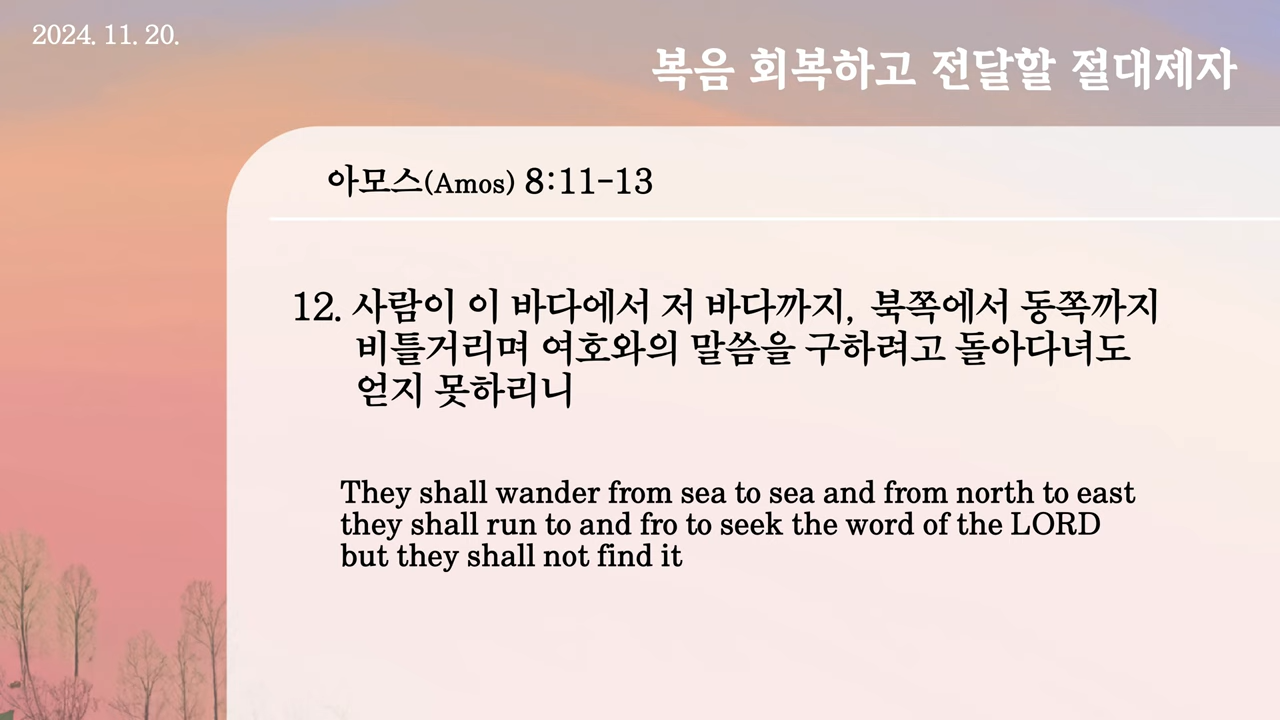 2024. 11. 20.
복음 회복하고 전달할 절대제자
아모스(Amos) 8:11-13
12. 사람이 이 바다에서 저 바다까지, 북쪽에서 동쪽까지
비틀거리며 여호와의 말씀을 구하려고 돌아다녀도
얻지 못하리니
They shall wander from sea to sea and from north to east
they shall run to and fro to seek the word of the LORD
but they shall not find it